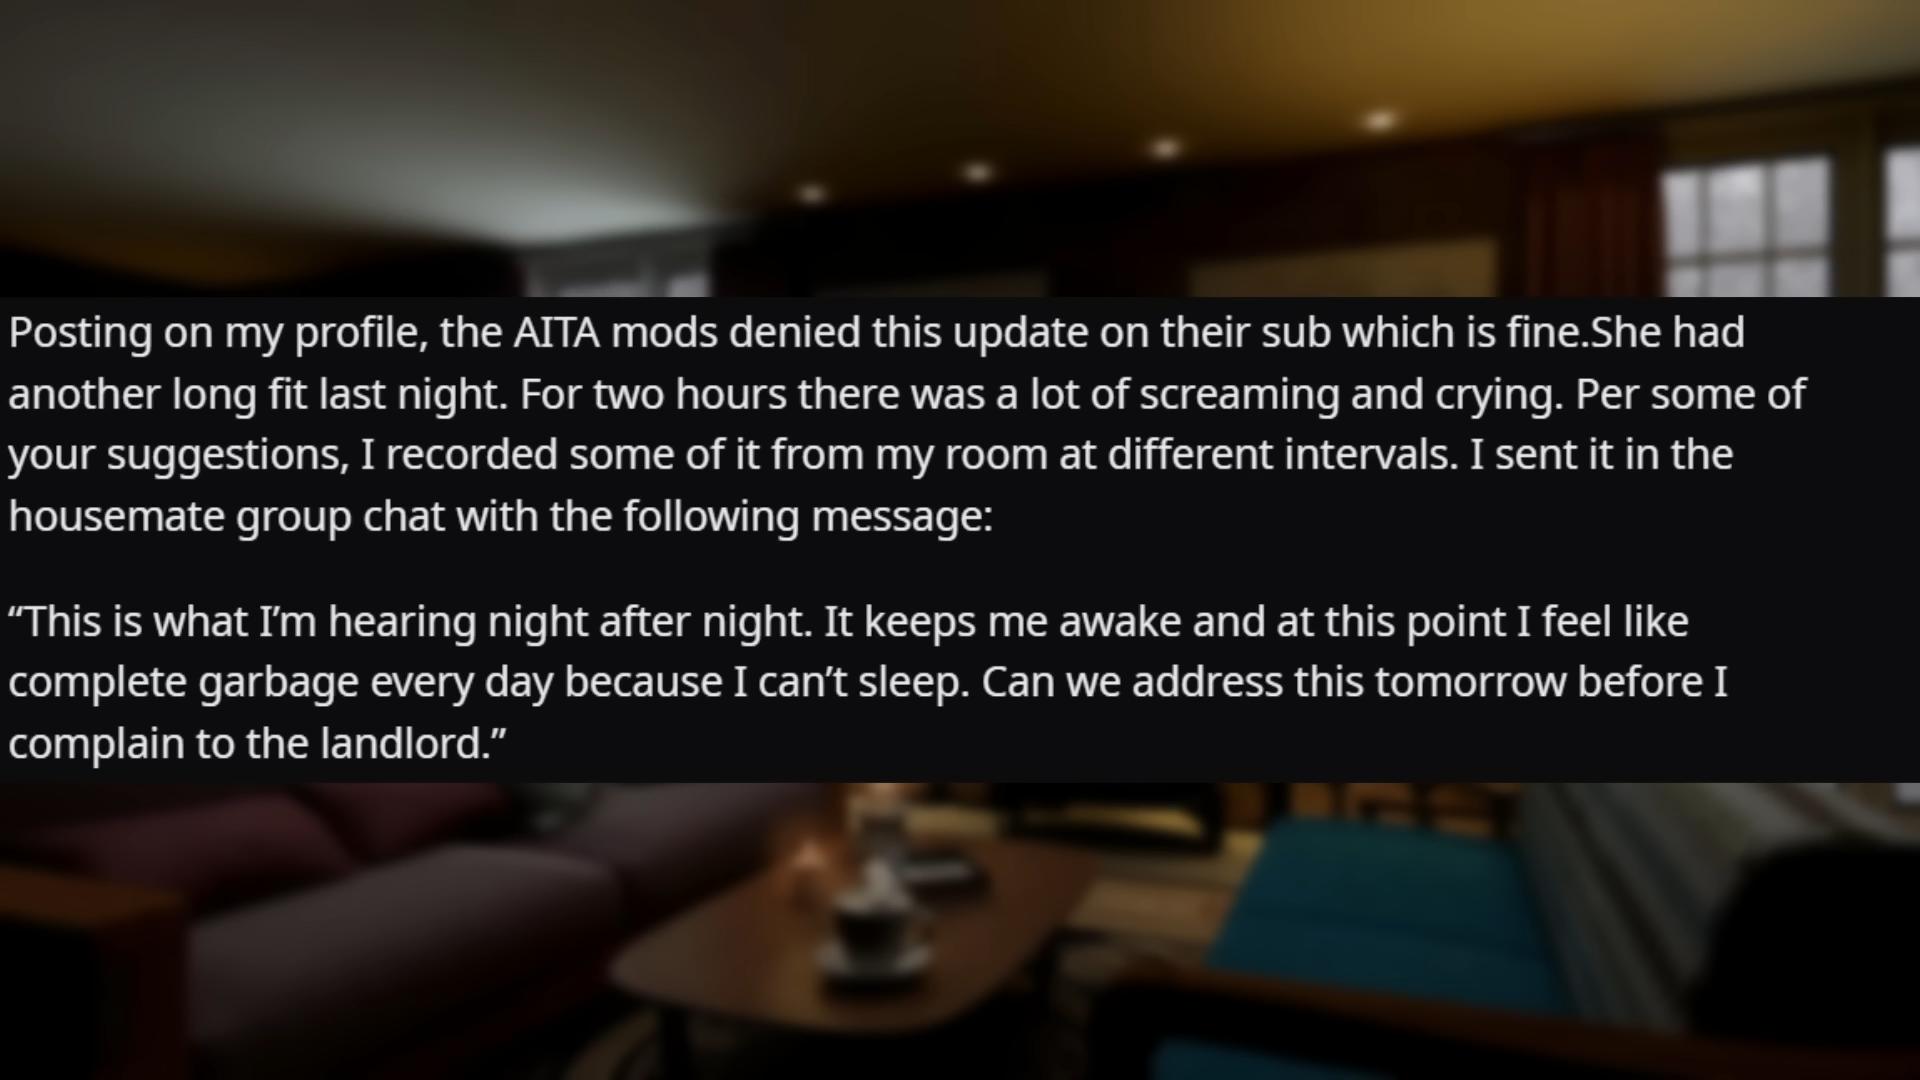 Posting on my profile, the AITA mods denied this update on their sub which is fine.She had
another long fit last night. For two hours there was a lot of screaming and crying. Per some of
your suggestions, I recorded some of it from my room at different intervals. I sent it in the
housemate group chat with the following message:
“This is what I’m hearing night after night. It keeps me awake and at this point I feel like
complete garbage every day because I can’t sleep. Can we address this tomorrow before I
complain to the landlord.”